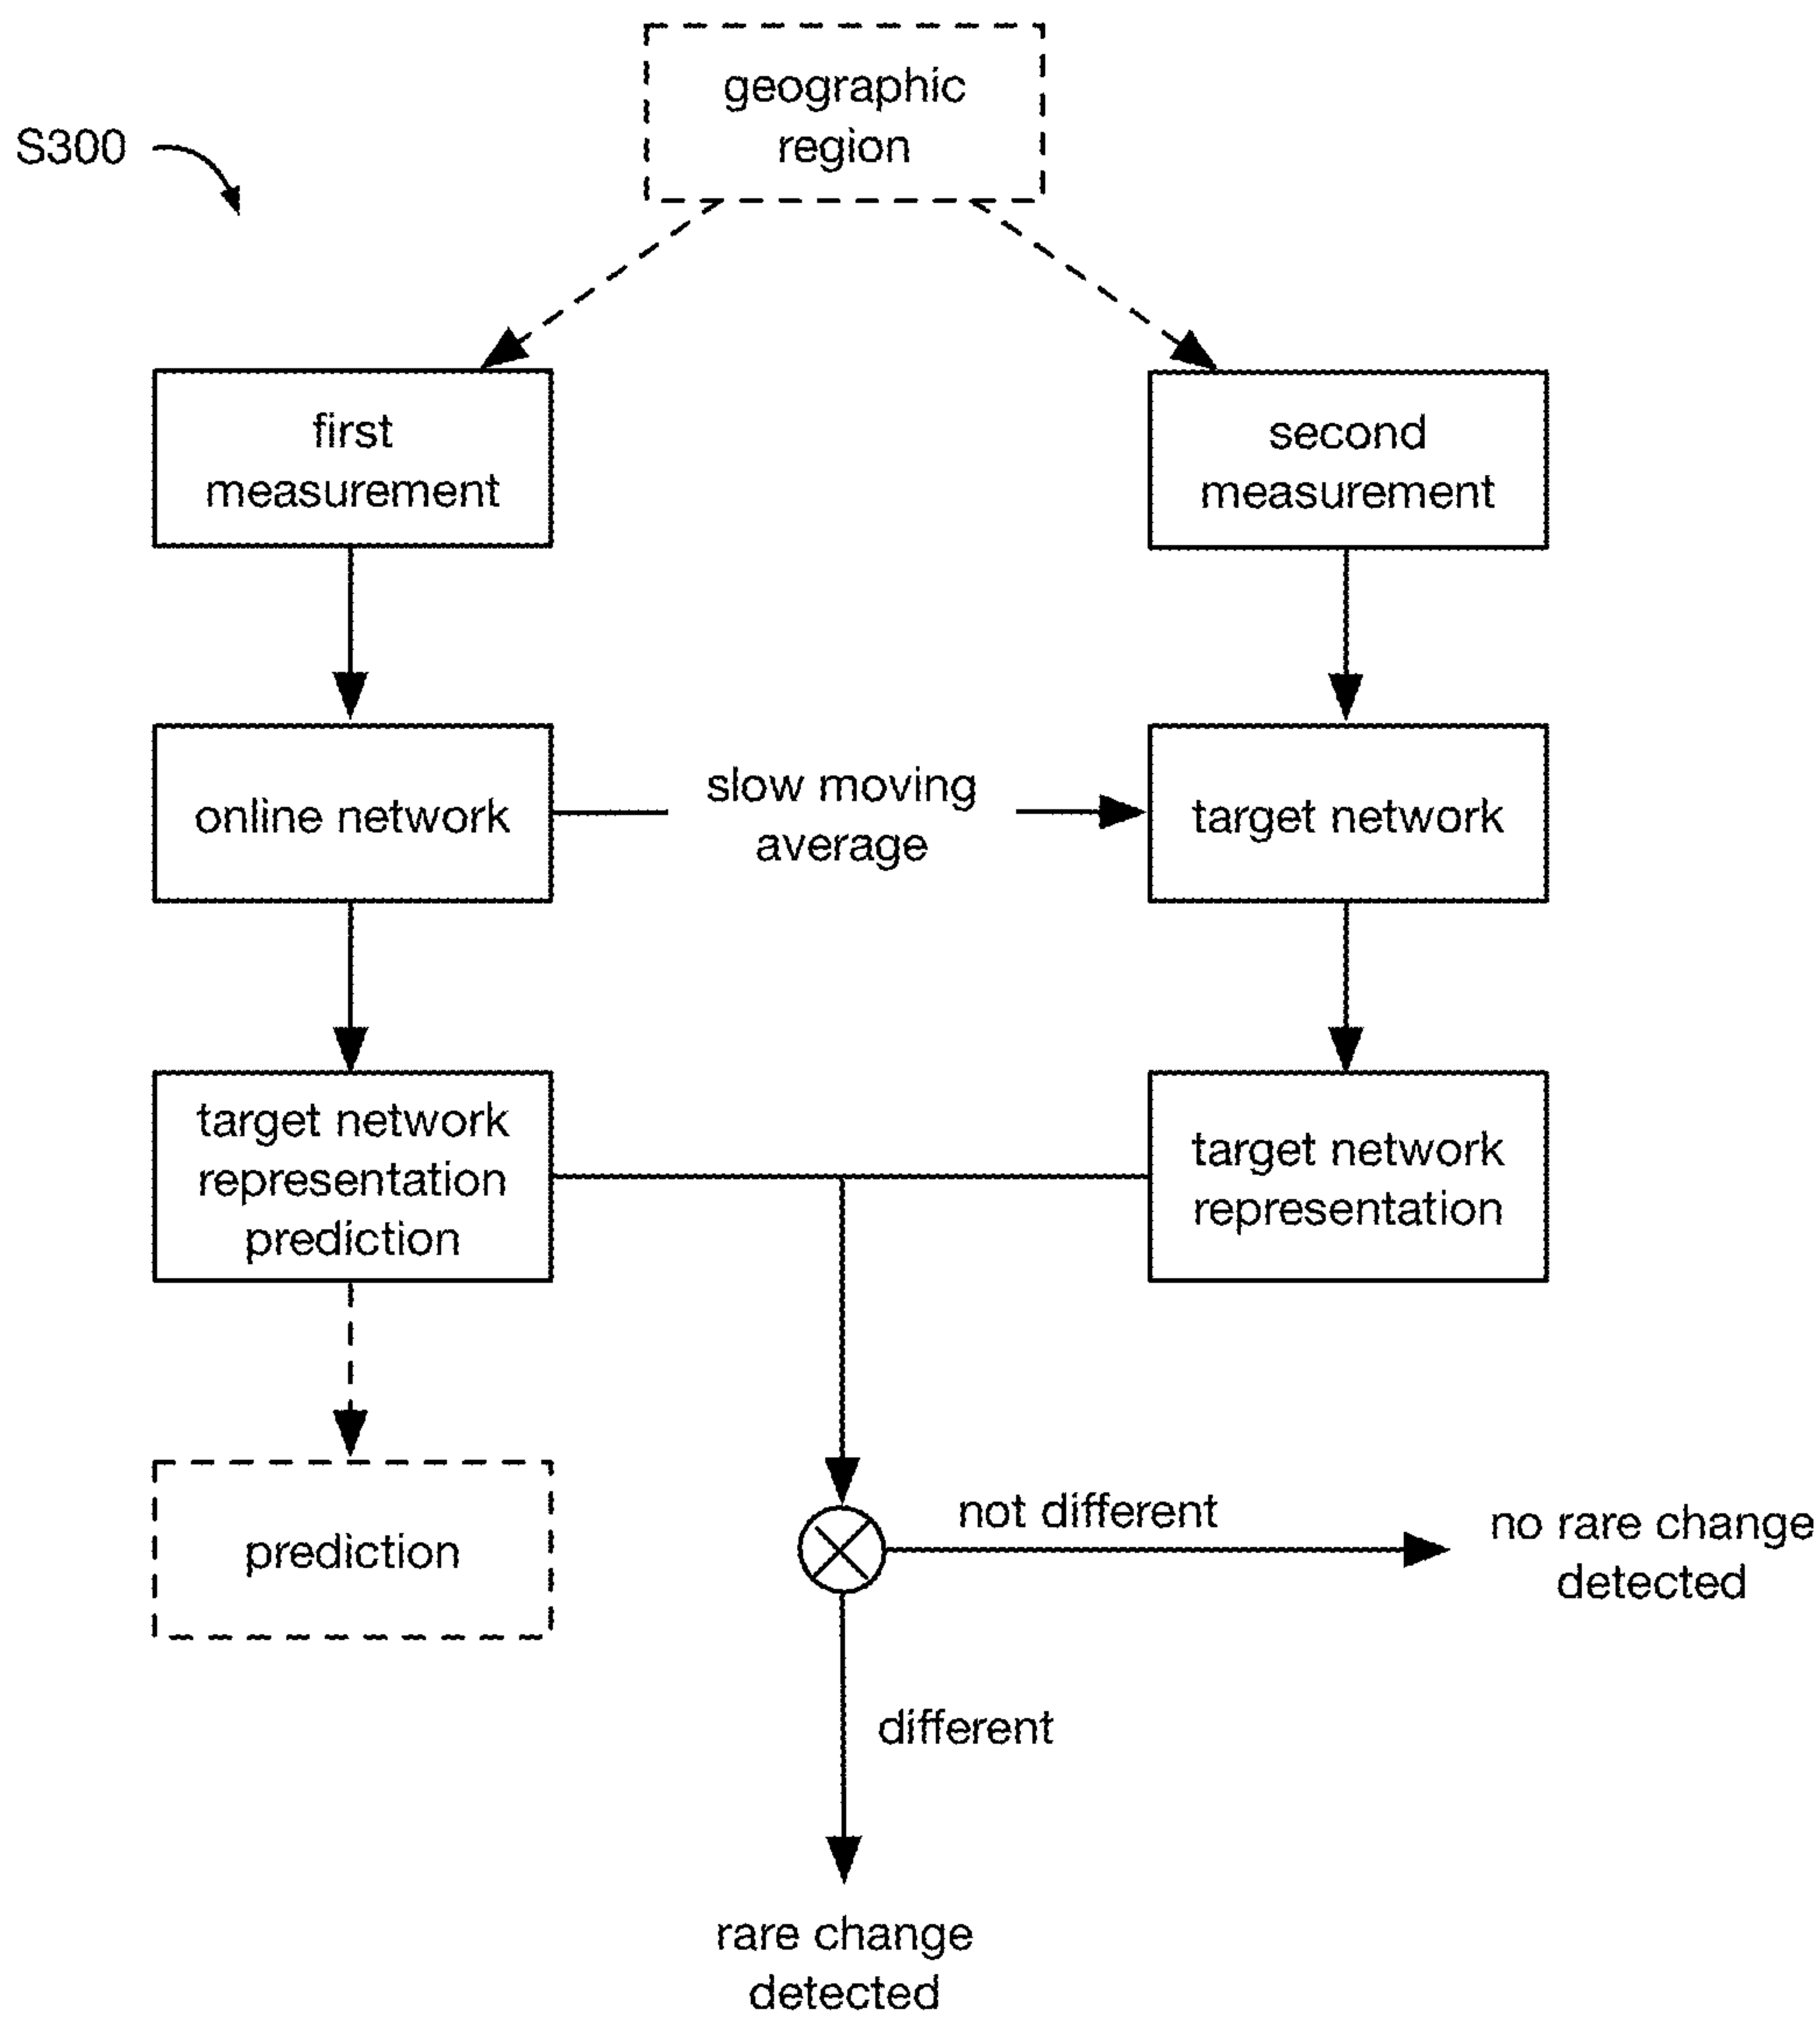 geographic
region
S300
first
measurement
second
measurement
online network
slow moving
average
target network
target network
representation
prediction
target network
representation
prediction
not different
no rare change
detected
different
rare change
detected